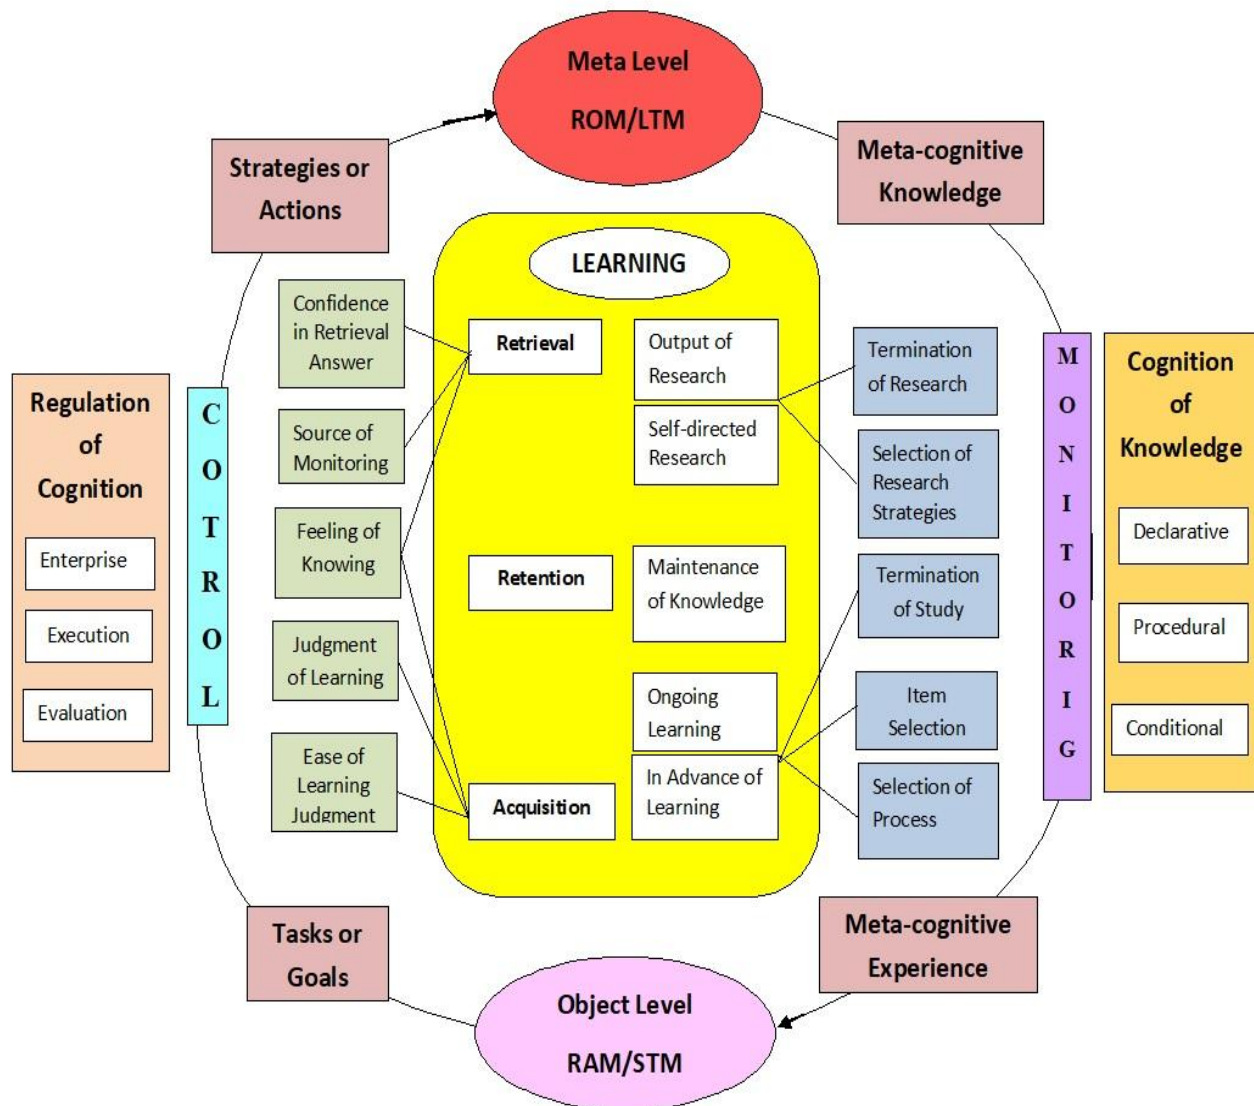 Meta Level
ROM/LTM
Strategies or
Actions
Meta-cognitive
Knowledge
LEARNING
Confidence
in Retrieval
Answer
Retrieval
Output of
Research
Termination
of Research
Source of
Monitoring
Self-directed
Research
Selection of
Research
Strategies
Feeling of
Knowing
Retention
Maintenance
of Knowledge
Termination
of Study
Judgment
of Learning
Ongoing
Learning
Item
Selection
Ease of
Learning
Judgment
Acquisition
In Advance of
Learning
Selection of
Process
Regulation
of
Cognition
Enterprise
Execution
Evaluation
C
O
T
R
O
L
M
O
N
I
T
O
R
I
G
Cognition
of
Knowledge
Declarative
Procedural
Conditional
Tasks or
Goals
Meta-cognitive
Experience
Object Level
RAM/STM